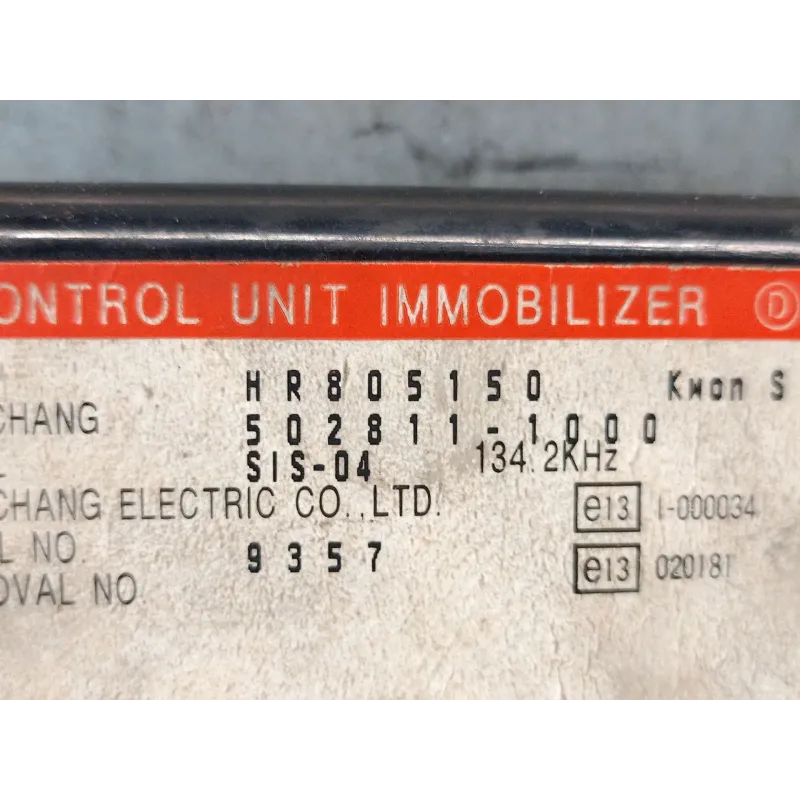 ONTROL UNIT IMMOBILIZER D
HR805150 Kwon S
CHANG 502811-1000
SIS-04 134.2KHz
CHANG ELECTRIC CO.,LTD.
e13 I-000034
L NO. 9357
e13 020181
OVAL NO.